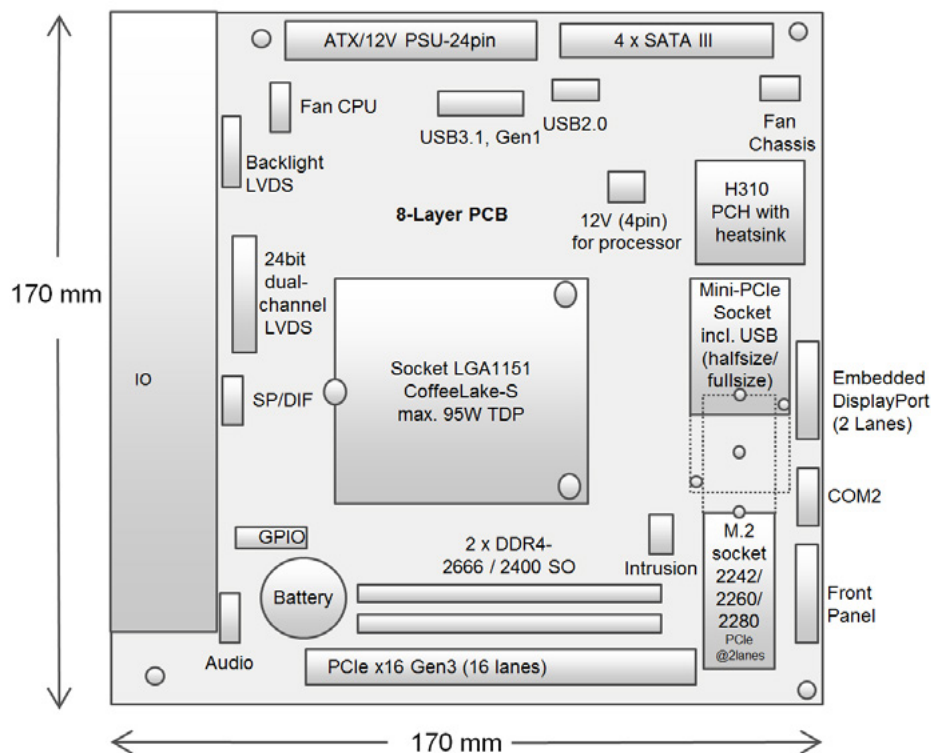 ATX/12V PSU-24pin
4 x SATA III
Fan CPU
USB3.1, Gen1
USB2.0
Fan
Chassis
Backlight
LVDS
8-Layer PCB
12V (4pin)
for processor
H310
PCH with
heatsink
170 mm
24bit
dual-
channel
LVDS
Mini-PCIe
Socket
incl. USB
(halfsize/
fullsize)
IO
SP/DIF
Socket LGA1151
CoffeeLake-S
max. 95W TDP
Embedded
DisplayPort
(2 Lanes)
COM2
GPIO
2 x DDR4-
2666 / 2400 SO
Intrusion
M.2
socket
2242/
2260/
2280
PCIe
@2lanes
Battery
Front
Panel
Audio
PCIe x16 Gen3 (16 lanes)
170 mm